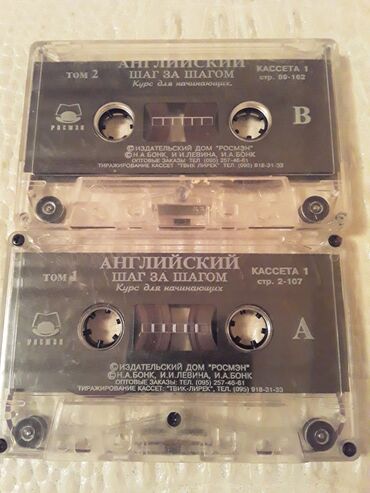 АНГЛИЙСКИЙ
ТОМ 2
ШАГ ЗА ШАГОМ
Курс для начинающих
КАССЕТА 1
стр. 89-162
РОСМЭН
B
©ИЗДАТЕЛЬСКИЙ ДОМ "РОСМЭН"
©Н.А.БОНК, И.И.ЛЕВИНА, И.А.БОНК
ОПТОВЫЕ ЗАКАЗЫ: ТЕЛ. (095) 257-46-61
ТИРАЖИРОВАНИЕ КАССЕТ: "ТВИК-ЛИРЕК", ТЕЛ. (095) 918-31-33
АНГЛИЙСКИЙ
ТОМ 1
ШАГ ЗА ШАГОМ
Курс для начинающих
КАССЕТА 1
стр. 2-107
РОСМЭН
A
©ИЗДАТЕЛЬСКИЙ ДОМ "РОСМЭН"
©Н.А.БОНК, И.И.ЛЕВИНА, И.А.БОНК
ОПТОВЫЕ ЗАКАЗЫ: ТЕЛ. (095) 257-46-61
ТИРАЖИРОВАНИЕ КАССЕТ: "ТВИК-ЛИРЕК", ТЕЛ. (095) 918-31-33